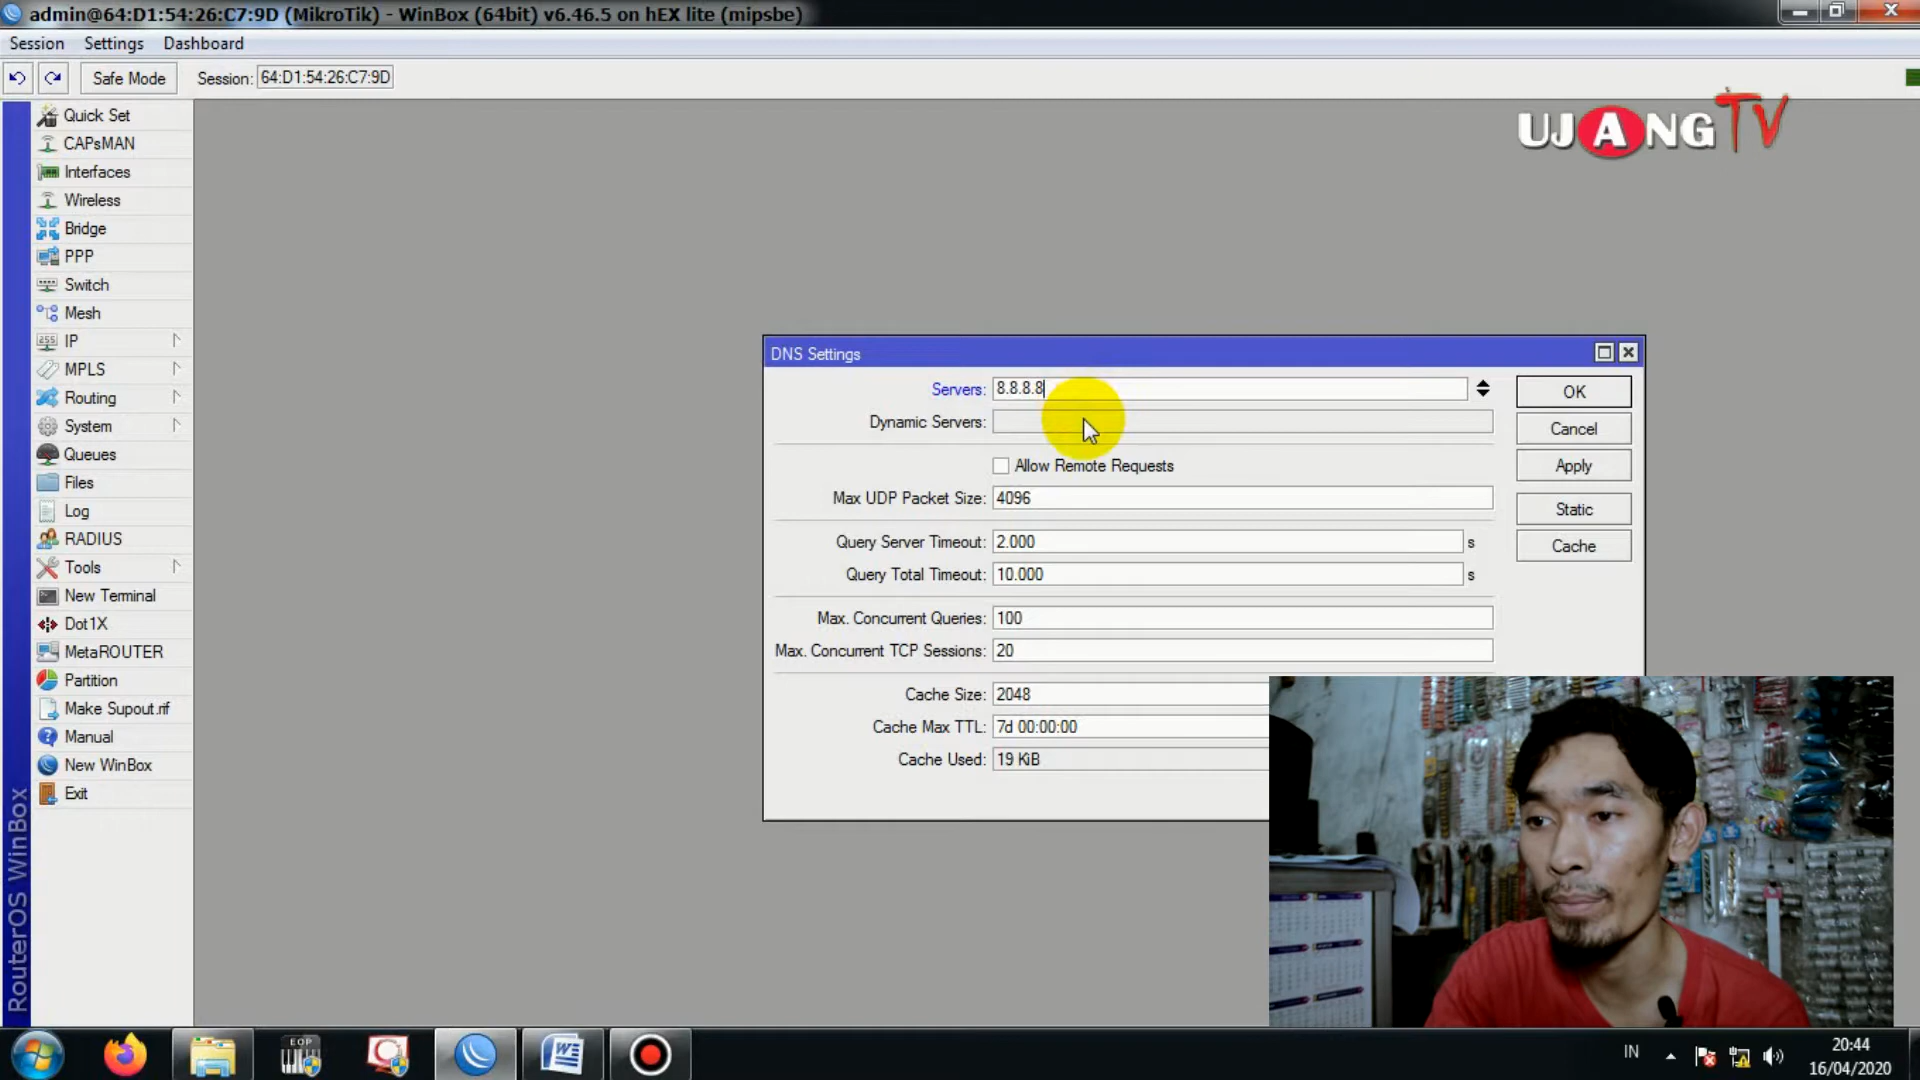 admin@64:D1:54:26:C7:9D (MikroTik) - WinBox (64bit) v6.46.5 on hEX lite (mipsbe)
Session Settings Dashboard
Safe Mode Session: 64:D1:54:26:C7:9D
UJANG TV
Quick Set
CAPsMAN
Interfaces
Wireless
Bridge
PPP
Switch
Mesh
IP
MPLS
Routing
System
Queues
Files
Log
RADIUS
Tools
New Terminal
Dot1X
MetaROUTER
Partition
Make Supout.rif
Manual
New WinBox
Exit
RouterOS WinBox
DNS Settings
Servers: 8.8.8.8
Dynamic Servers:
Allow Remote Requests
Max UDP Packet Size: 4096
Query Server Timeout: 2.000 s
Query Total Timeout: 10.000 s
Max. Concurrent Queries: 100
Max. Concurrent TCP Sessions: 20
Cache Size: 2048
Cache Max TTL: 7d 00:00:00
Cache Used: 19 KiB
OK
Cancel
Apply
Static
Cache
EOP
IN
20:44
16/04/2020